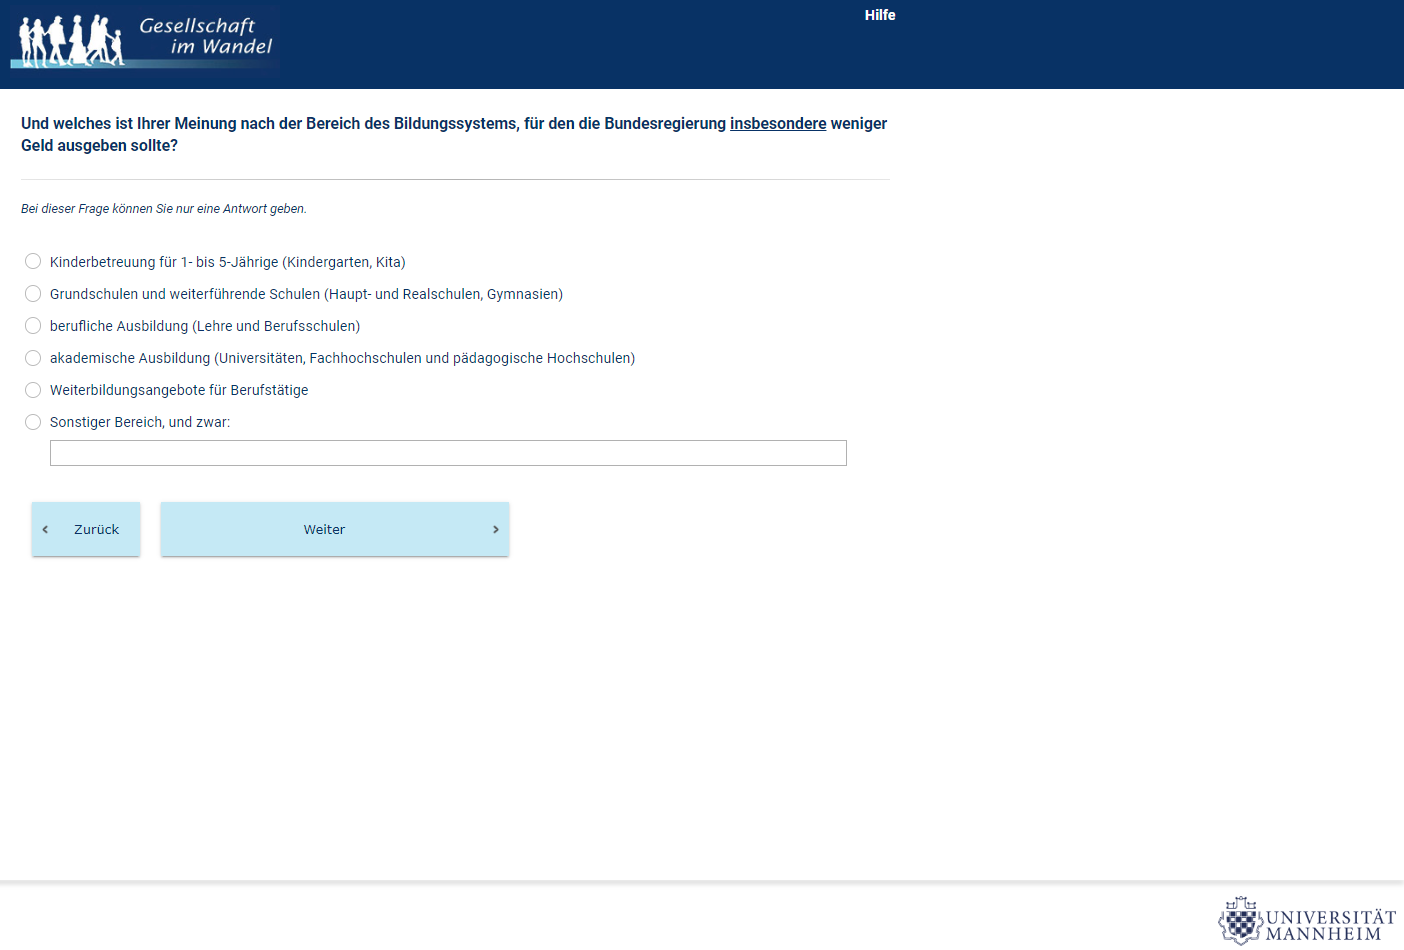 Gesellschaft
im Wandel
Hilfe
Und welches ist Ihrer Meinung nach der Bereich des Bildungssystems, für den die Bundesregierung insbesondere weniger
Geld ausgeben sollte?
Bei dieser Frage können Sie nur eine Antwort geben.
Kinderbetreuung für 1- bis 5-Jährige (Kindergarten, Kita)
Grundschulen und weiterführende Schulen (Haupt- und Realschulen, Gymnasien)
berufliche Ausbildung (Lehre und Berufsschulen)
akademische Ausbildung (Universitäten, Fachhochschulen und pädagogische Hochschulen)
Weiterbildungsangebote für Berufstätige
Sonstiger Bereich, und zwar:
Zurück
Weiter
UNIVERSITÄT
MANNHEIM